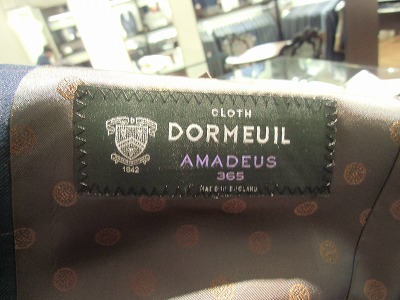 CLOTH
DORMEUIL
AMADEUS
365
1842
MADE IN ENGLAND